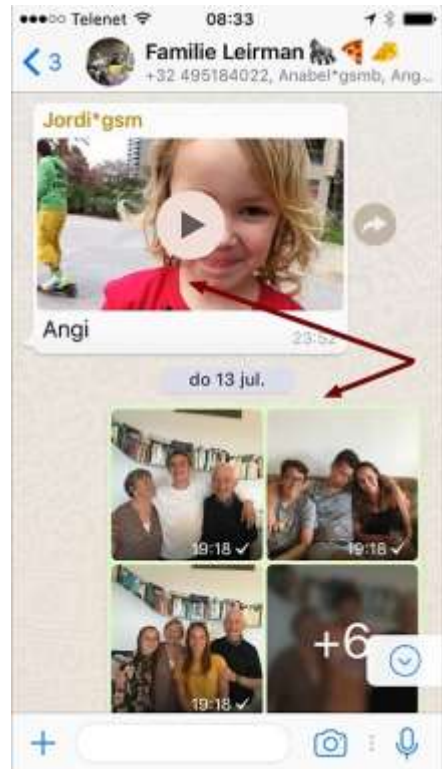 Telenet 08:33
3 Familie Leirman
+32 495184022, Anabel*gsmb, Ang...
Jordi*gsm
Angi 23:52
do 13 jul.
19:18 19:18
19:18 +6